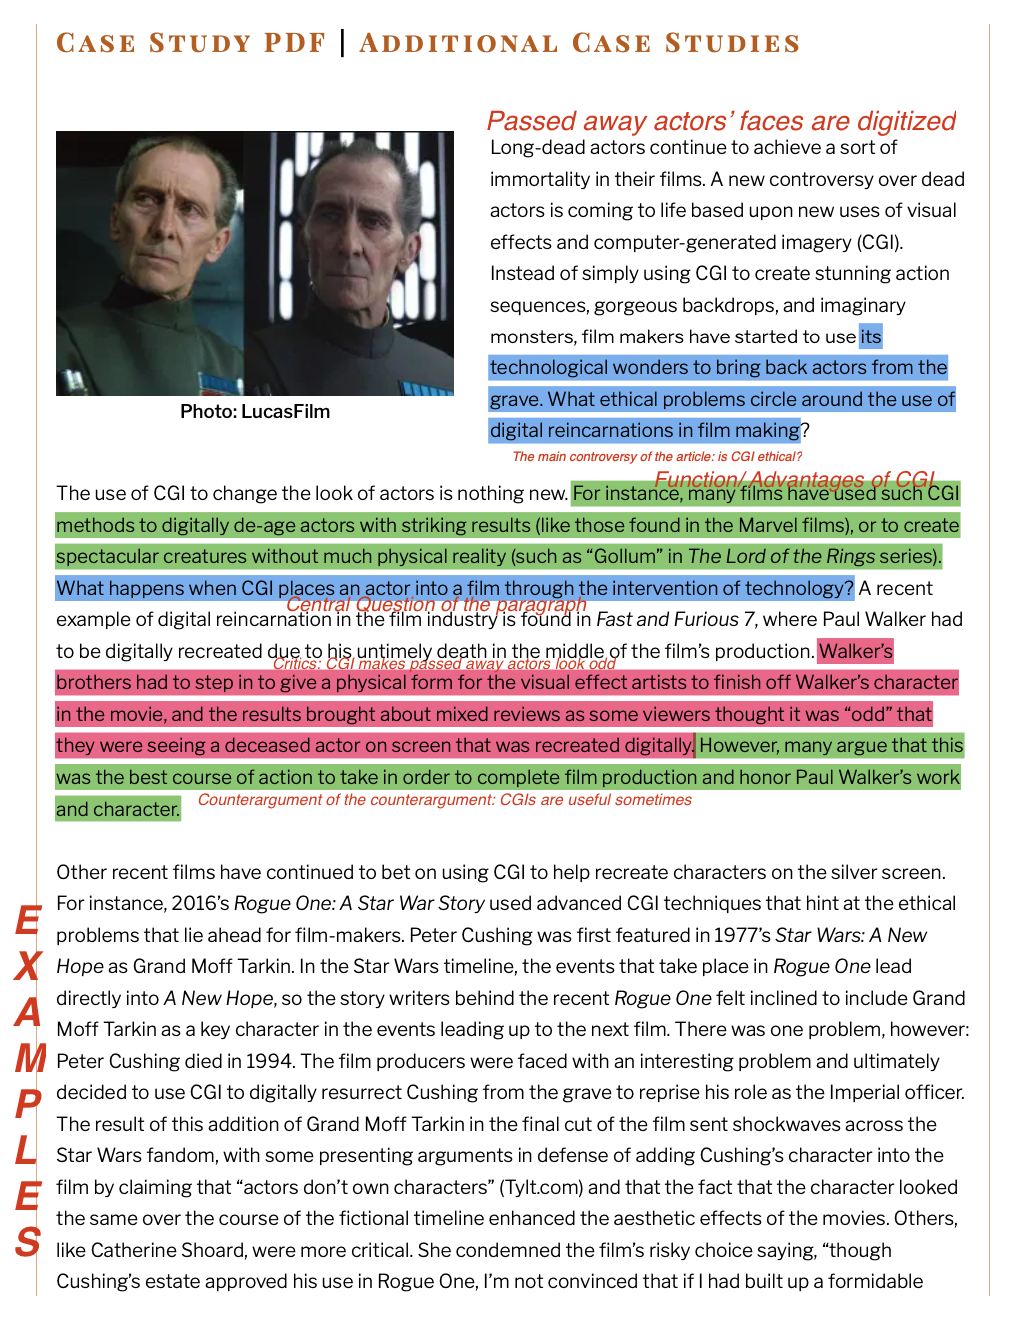 CASE STUDY PDF | ADDITIONAL CASE STUDIES
Passed away actors' faces are digitized
Long-dead actors continue to achieve a sort of
immortality in their films. A new controversy over dead
actors is coming to life based upon new uses of visual
effects and computer-generated imagery (CGI).
Instead of simply using CGI to create stunning action
sequences, gorgeous backdrops, and imaginary
monsters, film makers have started to use its
technological wonders to bring back actors from the
grave. What ethical problems circle around the use of
digital reincarnations in film making?
Photo: LucasFilm
The main controversy of the article: is CGI ethical?
Function/ Advantages of CGI
The use of CGI to change the look of actors is nothing new. For instance, many films have used such CGI
methods to digitally de-age actors with striking results (like those found in the Marvel films), or to create
spectacular creatures without much physical reality (such as “Gollum” in The Lord of the Rings series).
What happens when CGI places an actor into a film through the intervention of technology? A recent
Central Question of the paragraph
example of digital reincarnation in the film industry is found in Fast and Furious 7, where Paul Walker had
to be digitally recreated due to his untimely death in the middle of the film’s production. Walker’s
Critics: CGI makes passed away actors look odd
brothers had to step in to give a physical form for the visual effect artists to finish off Walker’s character
in the movie, and the results brought about mixed reviews as some viewers thought it was “odd” that
they were seeing a deceased actor on screen that was recreated digitally. However, many argue that this
was the best course of action to take in order to complete film production and honor Paul Walker’s work
and character.
Counterargument of the counterargument: CGIs are useful sometimes
EXAMPLES
Other recent films have continued to bet on using CGI to help recreate characters on the silver screen.
For instance, 2016’s Rogue One: A Star War Story used advanced CGI techniques that hint at the ethical
problems that lie ahead for film-makers. Peter Cushing was first featured in 1977’s Star Wars: A New
Hope as Grand Moff Tarkin. In the Star Wars timeline, the events that take place in Rogue One lead
directly into A New Hope, so the story writers behind the recent Rogue One felt inclined to include Grand
Moff Tarkin as a key character in the events leading up to the next film. There was one problem, however:
Peter Cushing died in 1994. The film producers were faced with an interesting problem and ultimately
decided to use CGI to digitally resurrect Cushing from the grave to reprise his role as the Imperial officer.
The result of this addition of Grand Moff Tarkin in the final cut of the film sent shockwaves across the
Star Wars fandom, with some presenting arguments in defense of adding Cushing’s character into the
film by claiming that “actors don’t own characters” (Tylt.com) and that the fact that the character looked
the same over the course of the fictional timeline enhanced the aesthetic effects of the movies. Others,
like Catherine Shoard, were more critical. She condemned the film’s risky choice saying, “though
Cushing’s estate approved his use in Rogue One, I’m not convinced that if I had built up a formidable